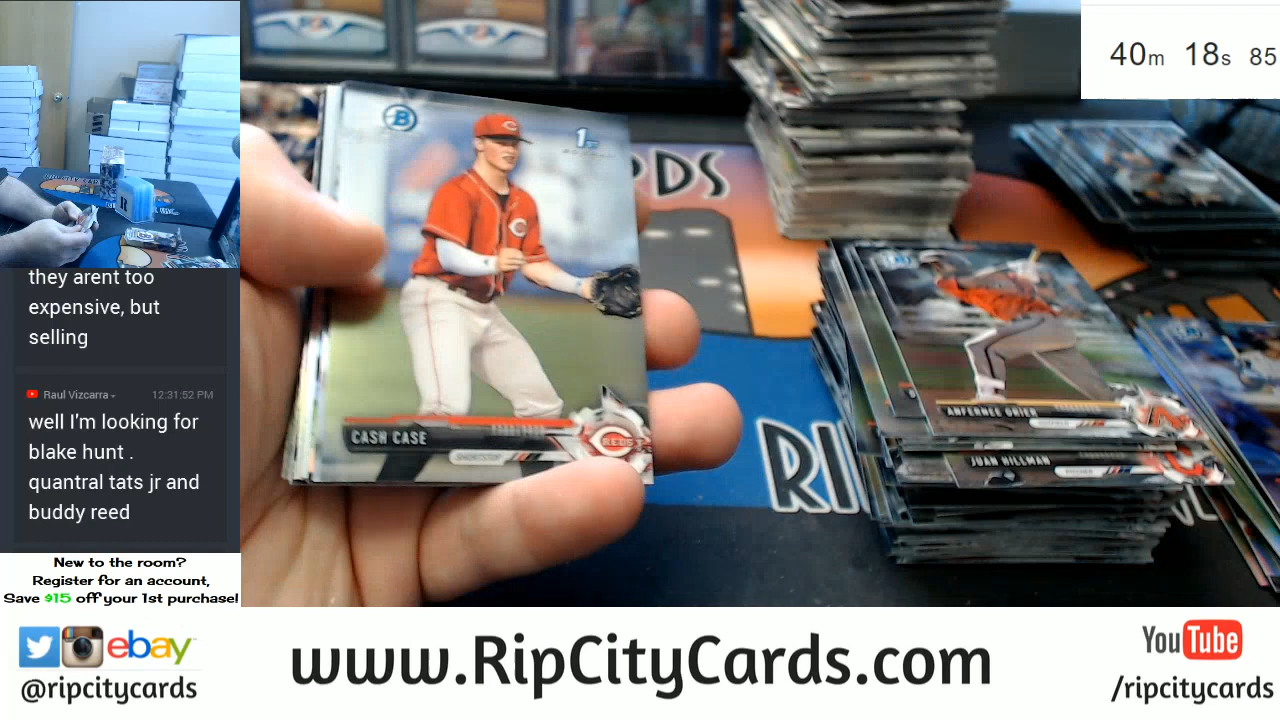 40m 18s 85
they arent too
expensive, but
selling
Raul Vizcarra
12:31:52 PM
well I'm looking for
blake hunt .
quantral tats jr and
buddy reed
New to the room?
Register for an account,
Save $15 off your 1st purchase!
B
1st
C
C
CASH CASE
REDS
RDS
RI
ANFERNEE GRIER
JUAN HILLMAN
ebay
@ripcitycards
www.RipCityCards.com
YouTube
/ripcitycards